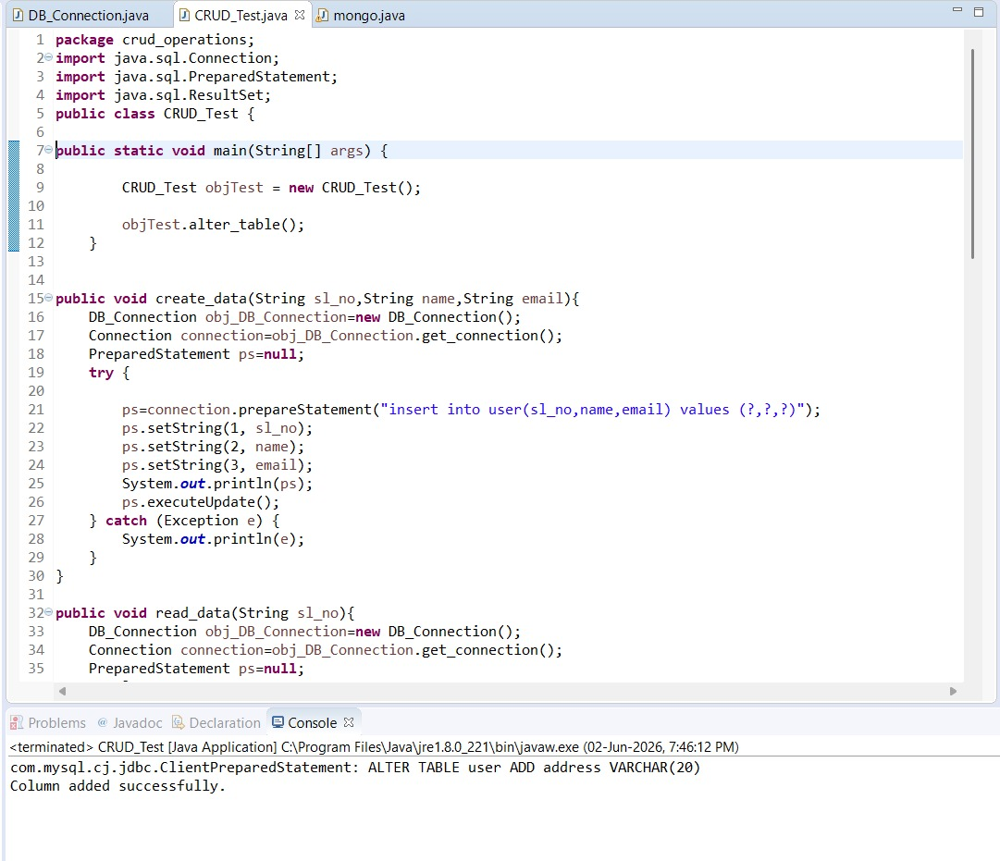 DB_Connection.java CRUD_Test.java mongo.java
1 package crud_operations;
2 import java.sql.Connection;
3 import java.sql.PreparedStatement;
4 import java.sql.ResultSet;
5 public class CRUD_Test {
6
7 public static void main(String[] args) {
8
9 CRUD_Test objTest = new CRUD_Test();
10
11 objTest.alter_table();
12 }
13
14
15 public void create_data(String sl_no,String name,String email){
16 DB_Connection obj_DB_Connection=new DB_Connection();
17 Connection connection=obj_DB_Connection.get_connection();
18 PreparedStatement ps=null;
19 try {
20
21 ps=connection.prepareStatement("insert into user(sl_no,name,email) values (?,?,?)");
22 ps.setString(1, sl_no);
23 ps.setString(2, name);
24 ps.setString(3, email);
25 System.out.println(ps);
26 ps.executeUpdate();
27 } catch (Exception e) {
28 System.out.println(e);
29 }
30 }
31
32 public void read_data(String sl_no){
33 DB_Connection obj_DB_Connection=new DB_Connection();
34 Connection connection=obj_DB_Connection.get_connection();
35 PreparedStatement ps=null;
Problems @ Javadoc Declaration Console
<terminated> CRUD_Test [Java Application] C:\Program Files\Java\jre1.8.0_221\bin\javaw.exe (02-Jun-2026, 7:46:12 PM)
com.mysql.cj.jdbc.ClientPreparedStatement: ALTER TABLE user ADD address VARCHAR(20)
Column added successfully.